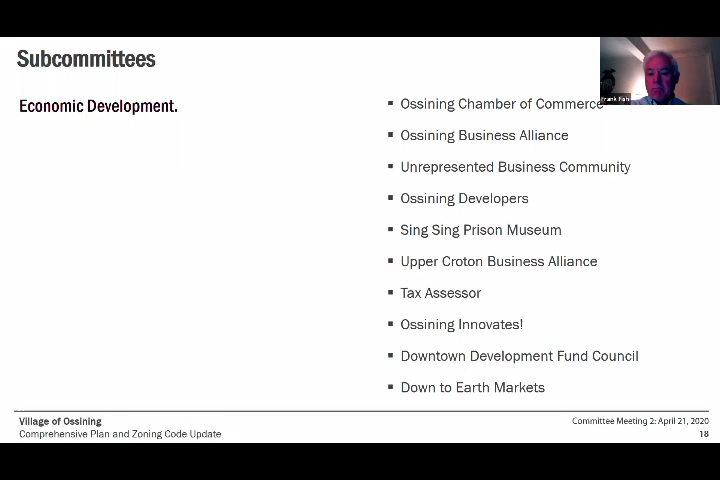 Subcommittees
Economic Development.
▪ Ossining Chamber of Commerce
▪ Ossining Business Alliance
▪ Unrepresented Business Community
▪ Ossining Developers
▪ Sing Sing Prison Museum
▪ Upper Croton Business Alliance
▪ Tax Assessor
▪ Ossining Innovates!
▪ Downtown Development Fund Council
▪ Down to Earth Markets
Frank
Village of Ossining
Comprehensive Plan and Zoning Code Update
Committee Meeting 2: April 21, 2020
18